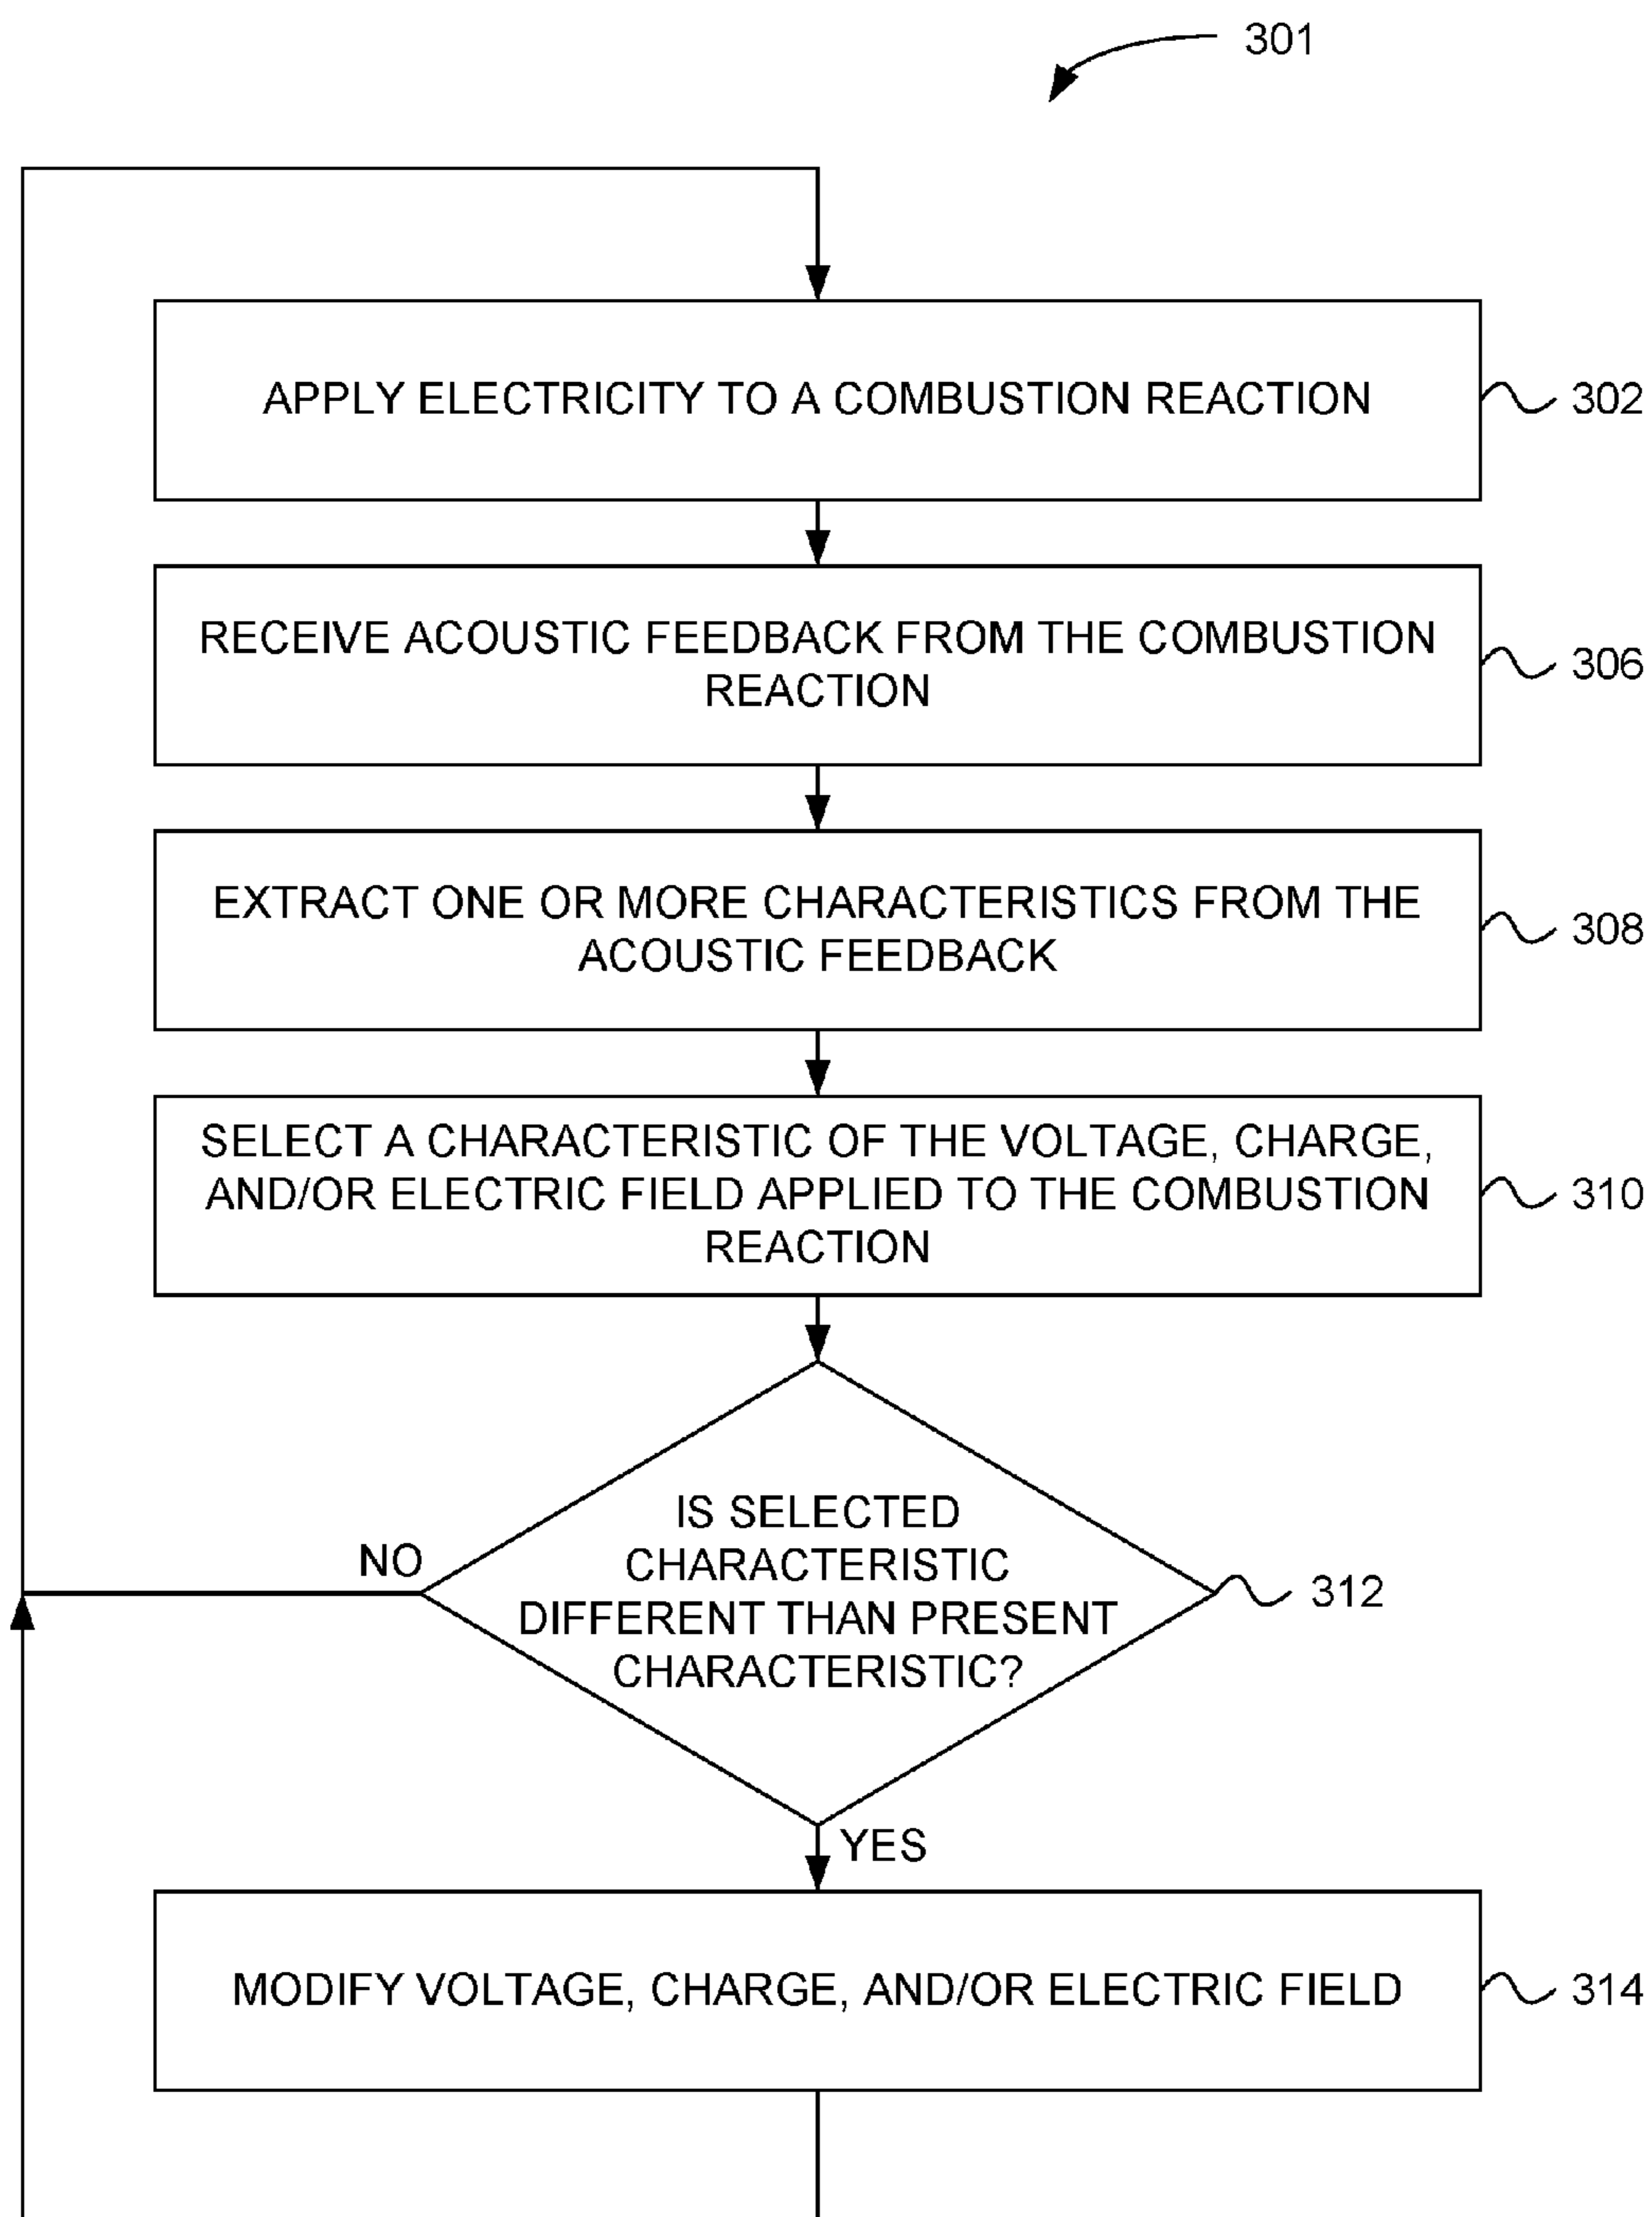 301
APPLY ELECTRICITY TO A COMBUSTION REACTION
302
RECEIVE ACOUSTIC FEEDBACK FROM THE COMBUSTION
REACTION
306
EXTRACT ONE OR MORE CHARACTERISTICS FROM THE
ACOUSTIC FEEDBACK
308
SELECT A CHARACTERISTIC OF THE VOLTAGE, CHARGE,
AND/OR ELECTRIC FIELD APPLIED TO THE COMBUSTION
REACTION
310
IS SELECTED
CHARACTERISTIC
DIFFERENT THAN PRESENT
CHARACTERISTIC?
NO
312
YES
MODIFY VOLTAGE, CHARGE, AND/OR ELECTRIC FIELD
314